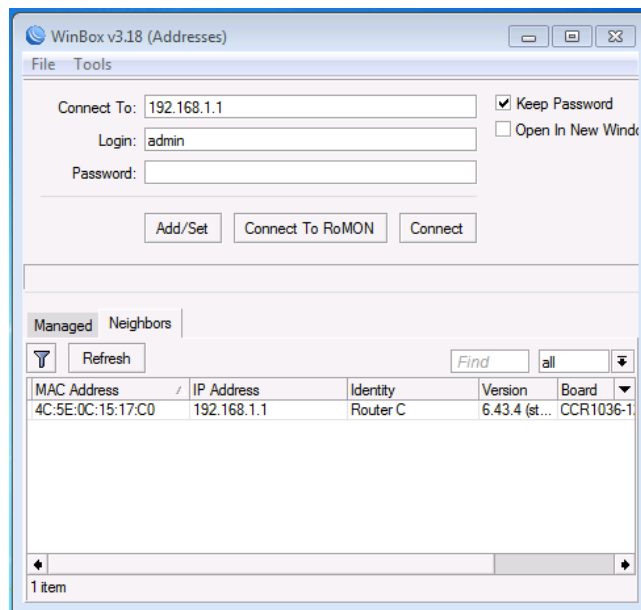 WinBox v3.18 (Addresses)
File Tools
Connect To: 192.168.1.1
Keep Password
Login: admin
Open In New Windo
Password:
Add/Set Connect To RoMON Connect
Managed Neighbors
Refresh Find all
MAC Address IP Address Identity Version Board
4C:5E:0C:15:17:C0 192.168.1.1 Router C 6.43.4 (st... CCR1036-1
1 item